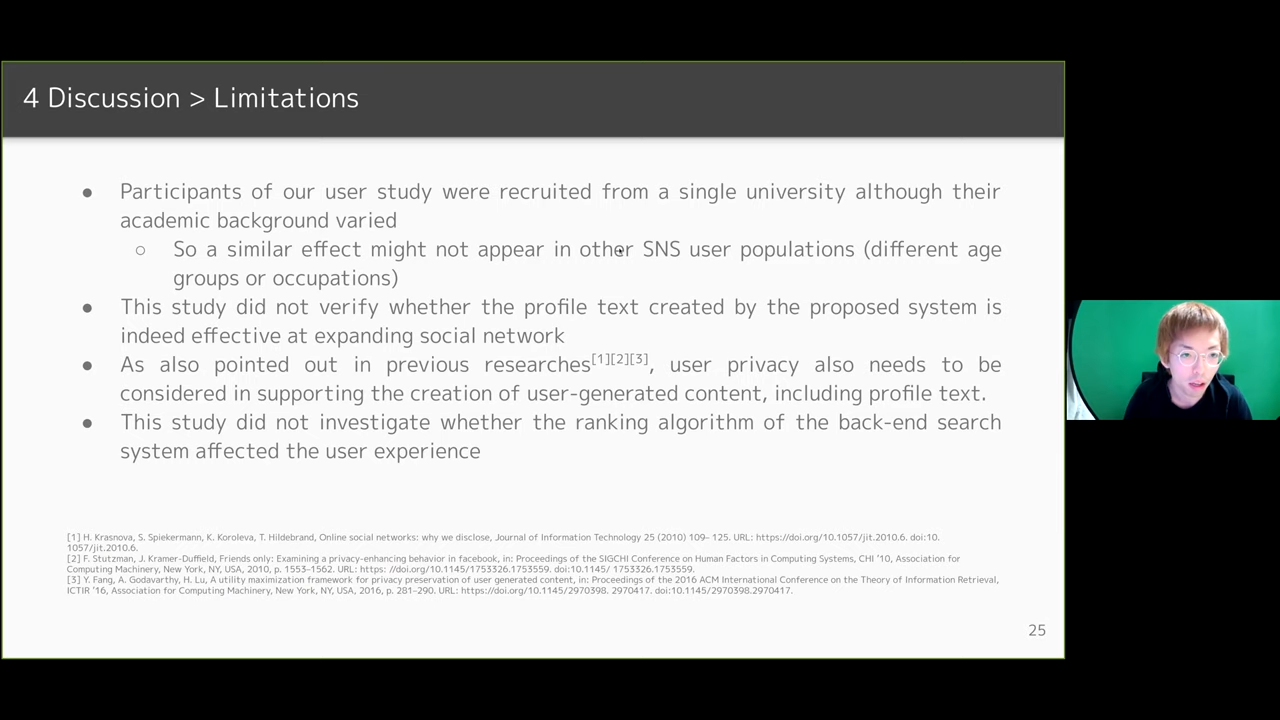 4 Discussion > Limitations
● Participants of our user study were recruited from a single university although their
academic background varied
○ So a similar effect might not appear in other SNS user populations (different age
groups or occupations)
● This study did not verify whether the profile text created by the proposed system is
indeed effective at expanding social network
● As also pointed out in previous researches[1][2][3], user privacy also needs to be
considered in supporting the creation of user-generated content, including profile text.
● This study did not investigate whether the ranking algorithm of the back-end search
system affected the user experience
[1] H. Krasnova, S. Spiekermann, K. Koroleva, T. Hildebrand, Online social networks: why we disclose, Journal of Information Technology 25 (2010) 109– 125. URL: https://doi.org/10.1057/jit.2010.6. doi:10.
1057/jit.2010.6.
[2] F. Stutzman, J. Kramer-Duffield, Friends only: Examining a privacy-enhancing behavior in facebook, in: Proceedings of the SIGCHI Conference on Human Factors in Computing Systems, CHI ’10, Association for
Computing Machinery, New York, NY, USA, 2010, p. 1553–1562. URL: https: //doi.org/10.1145/1753326.1753559. doi:10.1145/ 1753326.1753559.
[3] Y. Fang, A. Godavarthy, H. Lu, A utility maximization framework for privacy preservation of user generated content, in: Proceedings of the 2016 ACM International Conference on the Theory of Information Retrieval,
ICTIR ’16, Association for Computing Machinery, New York, NY, USA, 2016, p. 281–290. URL: https://doi.org/10.1145/2970398. 2970417. doi:10.1145/2970398.2970417.
25